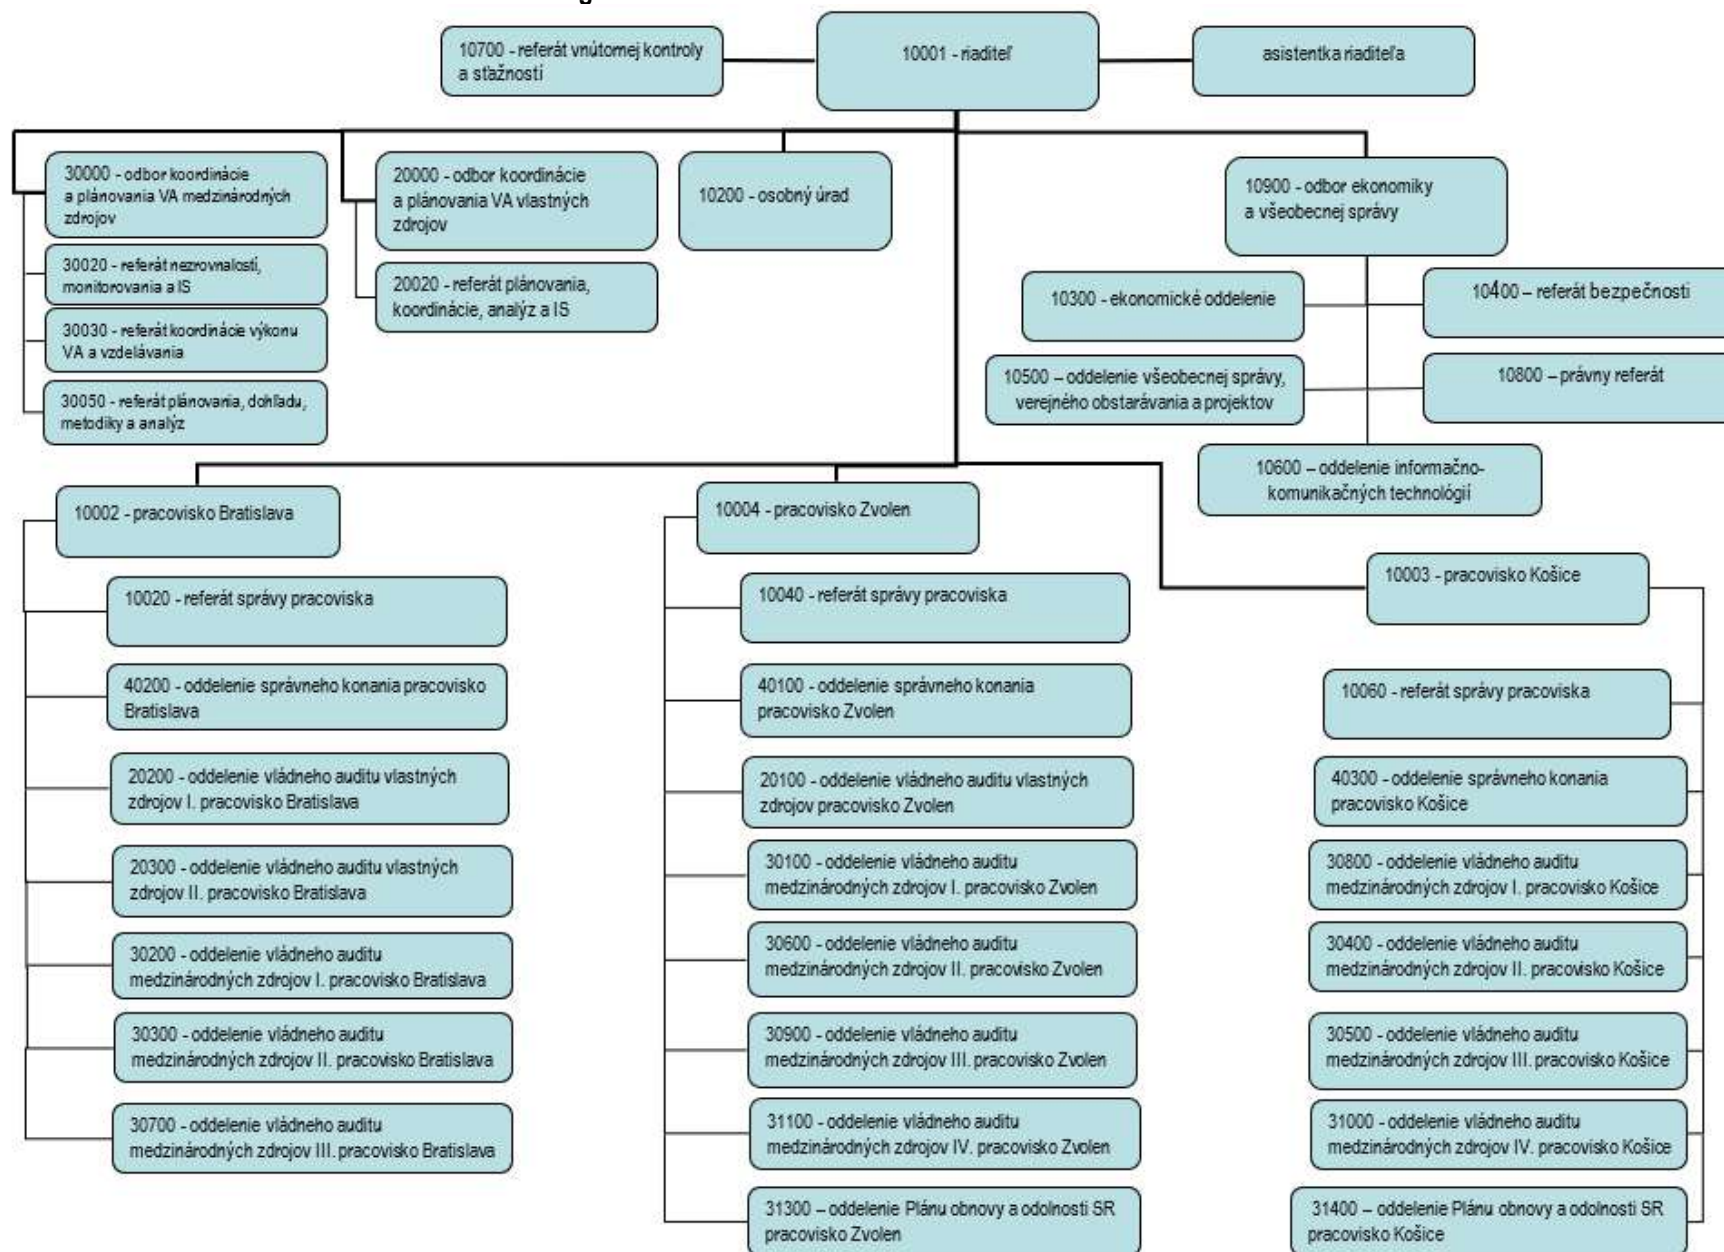 10700 - referát vnútornej kontroly
a sťažností
10001 - riaditeľ
asistentka riaditeľa
30000 - odbor koordinácie
a plánovania VA medzinárodných
zdrojov
20000 - odbor koordinácie
a plánovania VA vlastných
zdrojov
10200 - osobný úrad
10900 - odbor ekonomiky
a všeobecnej správy
30020 - referát nezrovnalostí,
monitorovania a IS
20020 - referát plánovania,
koordinácie, analýz a IS
30030 - referát koordinácie výkonu
VA a vzdelávania
30050 - referát plánovania, dohľadu,
metodiky a analýz
10300 - ekonomické oddelenie
10400 – referát bezpečnosti
10500 – oddelenie všeobecnej správy,
verejného obstarávania a projektov
10800 – právny referát
10600 – oddelenie informačno-
komunikačných technológií
10002 - pracovisko Bratislava
10020 - referát správy pracoviska
40200 - oddelenie správneho konania pracovisko
Bratislava
20200 - oddelenie vládneho auditu vlastných
zdrojov I. pracovisko Bratislava
20300 - oddelenie vládneho auditu vlastných
zdrojov II. pracovisko Bratislava
30200 - oddelenie vládneho auditu
medzinárodných zdrojov I. pracovisko Bratislava
30300 - oddelenie vládneho auditu
medzinárodných zdrojov II. pracovisko Bratislava
30700 - oddelenie vládneho auditu
medzinárodných zdrojov III. pracovisko Bratislava
10004 - pracovisko Zvolen
10040 - referát správy pracoviska
40100 - oddelenie správneho konania
pracovisko Zvolen
20100 - oddelenie vládneho auditu vlastných
zdrojov pracovisko Zvolen
30100 - oddelenie vládneho auditu
medzinárodných zdrojov I. pracovisko Zvolen
30600 - oddelenie vládneho auditu
medzinárodných zdrojov II. pracovisko Zvolen
30900 - oddelenie vládneho auditu
medzinárodných zdrojov III. pracovisko Zvolen
31100 - oddelenie vládneho auditu
medzinárodných zdrojov IV. pracovisko Zvolen
31300 – oddelenie Plánu obnovy a odolnosti SR
pracovisko Zvolen
10003 - pracovisko Košice
10060 - referát správy pracoviska
40300 - oddelenie správneho konania
pracovisko Košice
30800 - oddelenie vládneho auditu
medzinárodných zdrojov I. pracovisko Košice
30400 - oddelenie vládneho auditu
medzinárodných zdrojov II. pracovisko Košice
30500 - oddelenie vládneho auditu
medzinárodných zdrojov III. pracovisko Košice
31000 - oddelenie vládneho auditu
medzinárodných zdrojov IV. pracovisko Košice
31400 – oddelenie Plánu obnovy a odolnosti SR
pracovisko Košice